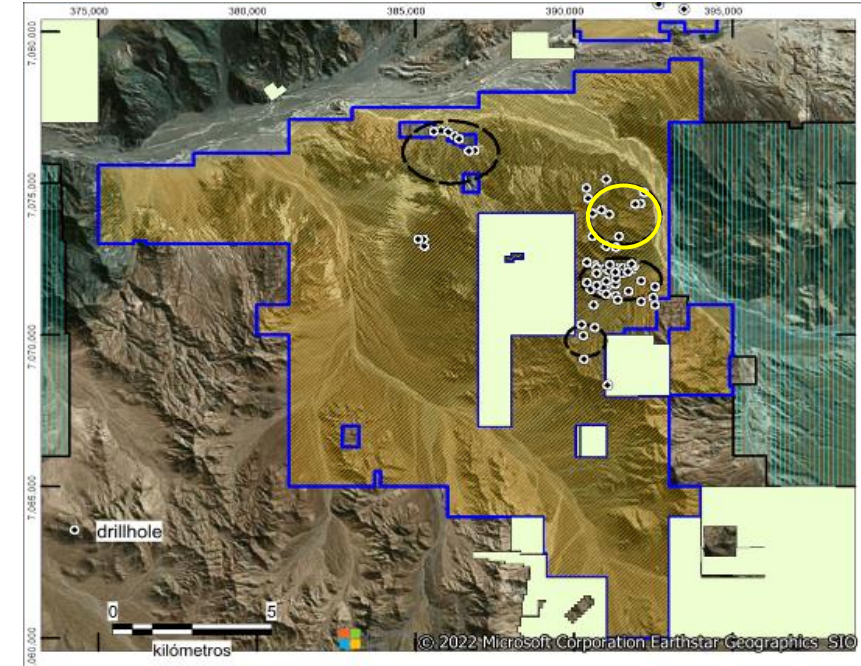 375,000 380,000 385,000 390,000 395,000
7,080,000
7,075,000
7,070,000
7,065,000
,060,000
drillhole
0 5
kilómetros
© 2022 Microsoft Corporation Earthstar Geographics SIO